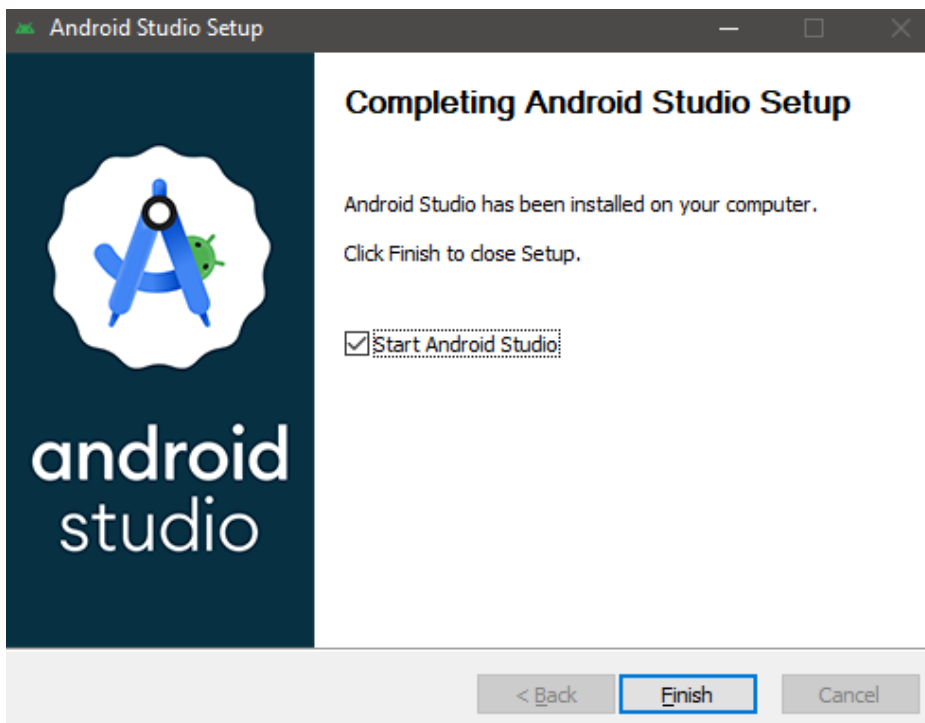 Android Studio Setup
Completing Android Studio Setup
Android Studio has been installed on your computer.
Click Finish to close Setup.
Start Android Studio
android
studio
< Back
Finish
Cancel